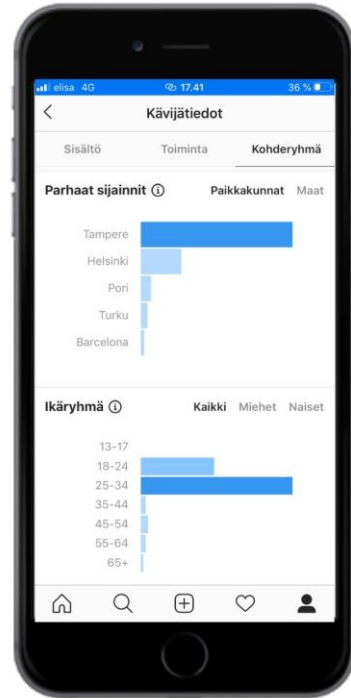 elisa 4G 17.41 36 %
Kävijätiedot
Sisältö Toiminta Kohderyhmä
Parhaat sijainnit Paikkakunnat Maat
Tampere
Helsinki
Pori
Turku
Barcelona
Ikäryhmä Kaikki Miehet Naiset
13-17
18-24
25-34
35-44
45-54
55-64
65+